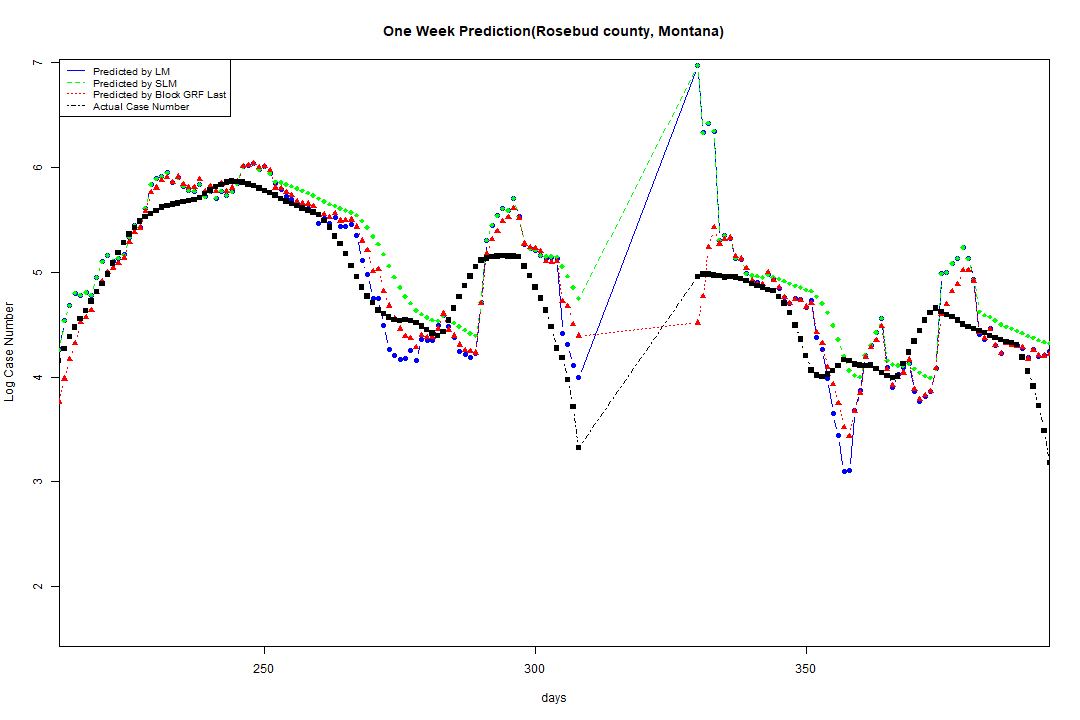 One Week Prediction(Rosebud county, Montana)
Predicted by LM
Predicted by SLM
Predicted by Block GRF Last
Actual Case Number
7
6
5
4
3
2
Log Case Number
250 300 350
days